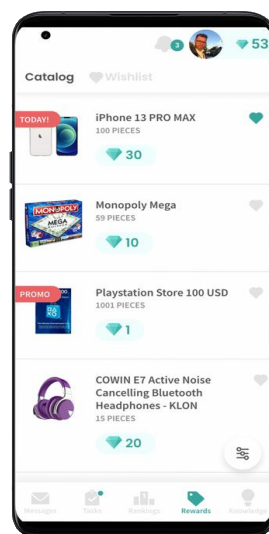 3
53
Catalog
Wishlist
TODAY!
iPhone 13 PRO MAX
100 PIECES
30
MONOPOLY
MEGA
Monopoly Mega
59 PIECES
10
PROMO
Playstation Store 100 USD
1001 PIECES
1
COWIN E7 Active Noise
Cancelling Bluetooth
Headphones - KLON
15 PIECES
20
Messages
Tasks
Rankings
Rewards
Knowledge